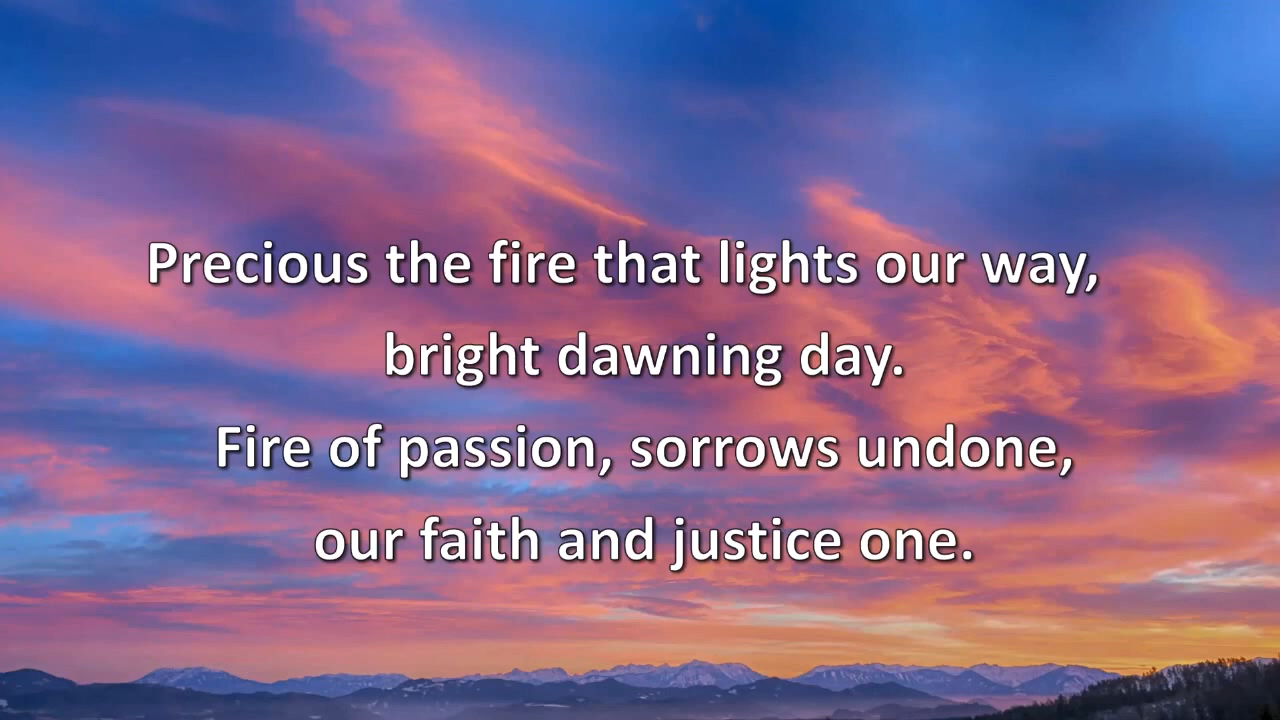 Precious the fire that lights our way,
bright dawning day.
Fire of passion, sorrows undone,
our faith and justice one.